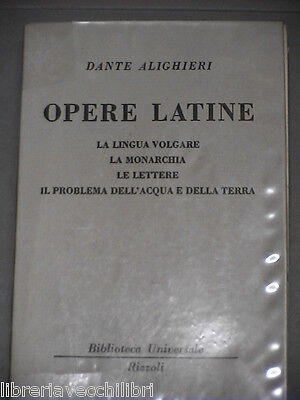 DANTE ALIGHIERI
OPERE LATINE
LA LINGUA VOLGARE
LA MONARCHIA
LE LETTERE
IL PROBLEMA DELL'ACQUA E DELLA TERRA
Biblioteca Universale
Rizzoli
libreriavecchilibri